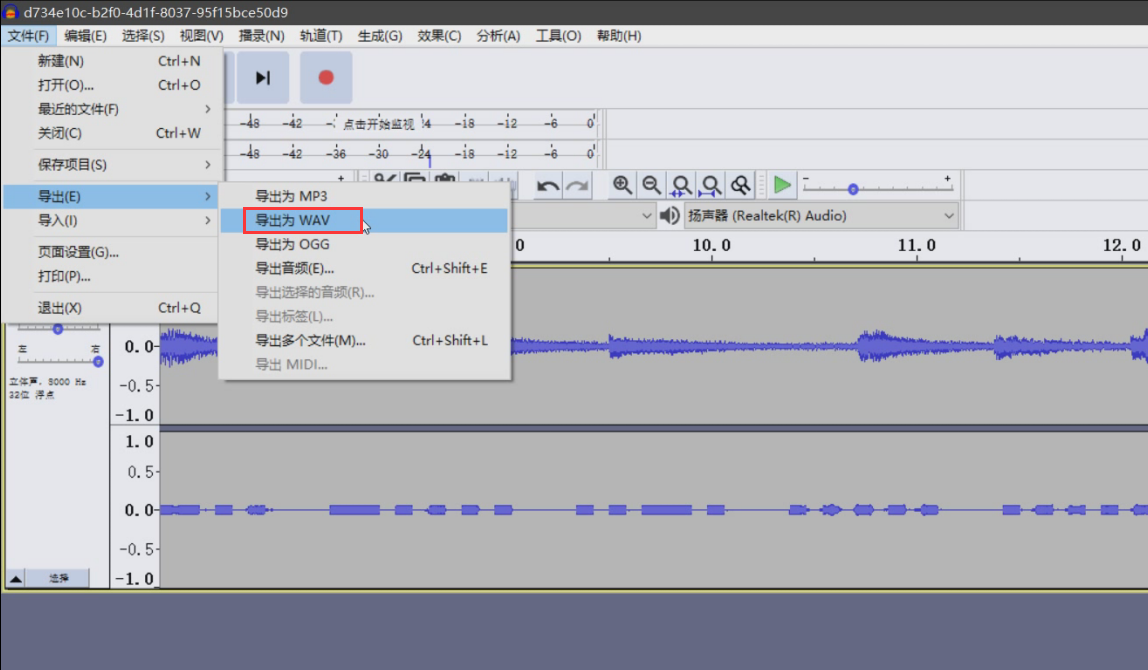 d734e10c-b2f0-4d1f-8037-95f15bce50d9
文件(F) 编辑(E) 选择(S) 视图(V) 播录(N) 轨道(T) 生成(G) 效果(C) 分析(A) 工具(O) 帮助(H)
新建(N) Ctrl+N
打开(O)... Ctrl+O
最近的文件(F)
关闭(C) Ctrl+W
保存项目(S)
导出(E)
导入(I)
页面设置(G)...
打印(P)...
退出(X) Ctrl+Q
-48 -42 点击开始监视 -18 -12 -6 0
-48 -42 -36 -30 -24 -18 -12 -6 0
导出为 MP3
导出为 WAV
导出为 OGG
导出音频(E)... Ctrl+Shift+E
导出选择的音频(R)...
导出标签(L)...
导出多个文件(M)... Ctrl+Shift+L
导出 MIDI...
扬声器 (Realtek(R) Audio)
10.0 11.0 12.0
左 右
立体声, 8000 Hz
32位 浮点
0.0
-0.5
-1.0
1.0
0.5
0.0
-0.5
-1.0
选择